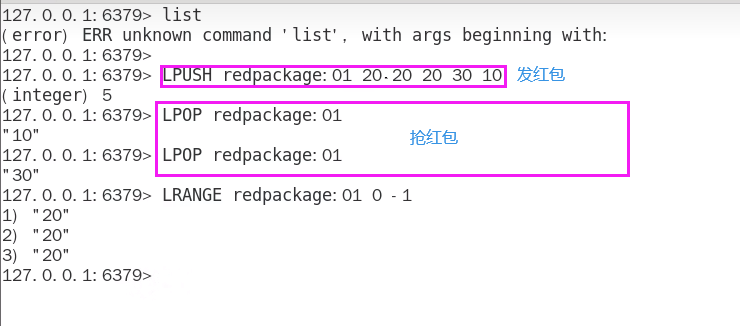 127.0.0.1:6379> list
(error) ERR unknown command 'list', with args beginning with:
127.0.0.1:6379>
127.0.0.1:6379> LPUSH redpackage:01 20 20 20 30 10 发红包
(integer) 5
127.0.0.1:6379> LPOP redpackage:01
"10" 抢红包
127.0.0.1:6379> LPOP redpackage:01
"30"
127.0.0.1:6379> LRANGE redpackage:01 0 -1
1) "20"
2) "20"
3) "20"
127.0.0.1:6379>